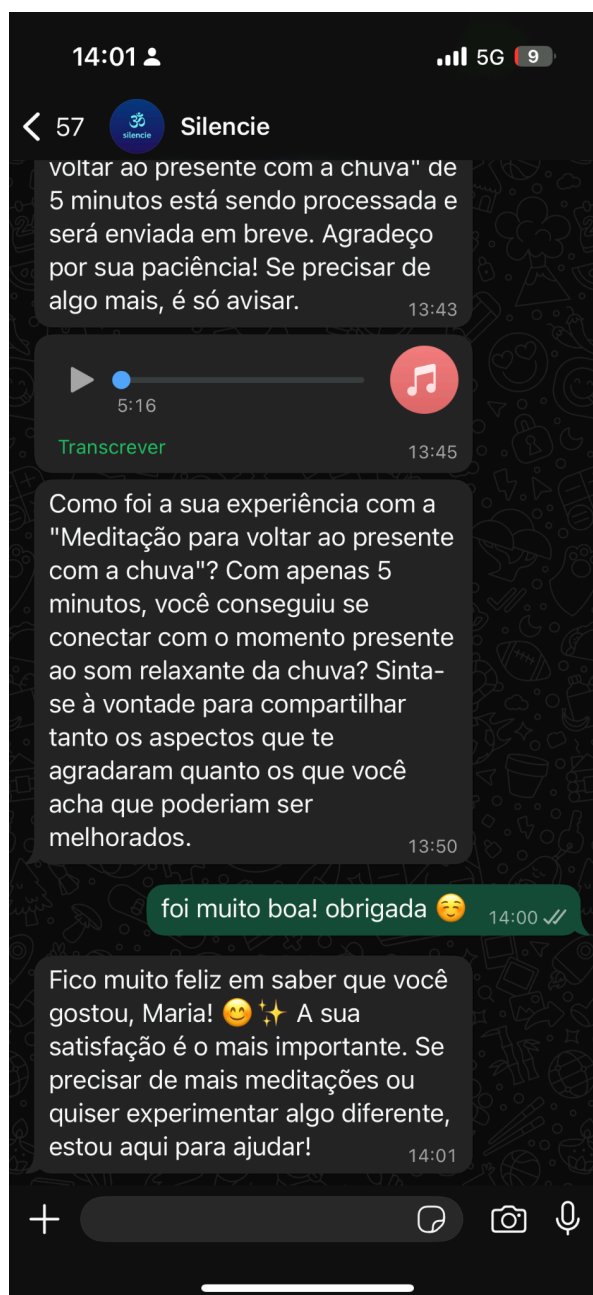 14:01
5G 9
57
silencie
Silencie
voltar ao presente com a chuva" de
5 minutos está sendo processada e
será enviada em breve. Agradeço
por sua paciência! Se precisar de
algo mais, é só avisar.
13:43
5:16
Transcrever
13:45
Como foi a sua experiência com a
"Meditação para voltar ao presente
com a chuva"? Com apenas 5
minutos, você conseguiu se
conectar com o momento presente
ao som relaxante da chuva? Sinta-
se à vontade para compartilhar
tanto os aspectos que te
agradaram quanto os que você
acha que poderiam ser
melhorados.
13:50
foi muito boa! obrigada ☺️
14:00
Fico muito feliz em saber que você
gostou, Maria! 😊✨ A sua
satisfação é o mais importante. Se
precisar de mais meditações ou
quiser experimentar algo diferente,
estou aqui para ajudar!
14:01